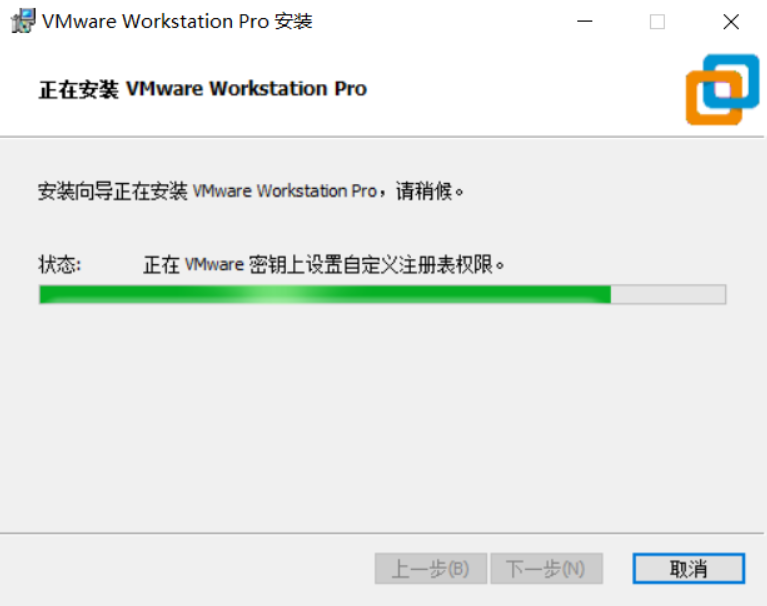 VMware Workstation Pro 安装
正在安装 VMware Workstation Pro
安装向导正在安装 VMware Workstation Pro，请稍候。
状态: 正在 VMware 密钥上设置自定义注册表权限。
上一步(B) 下一步(N) 取消